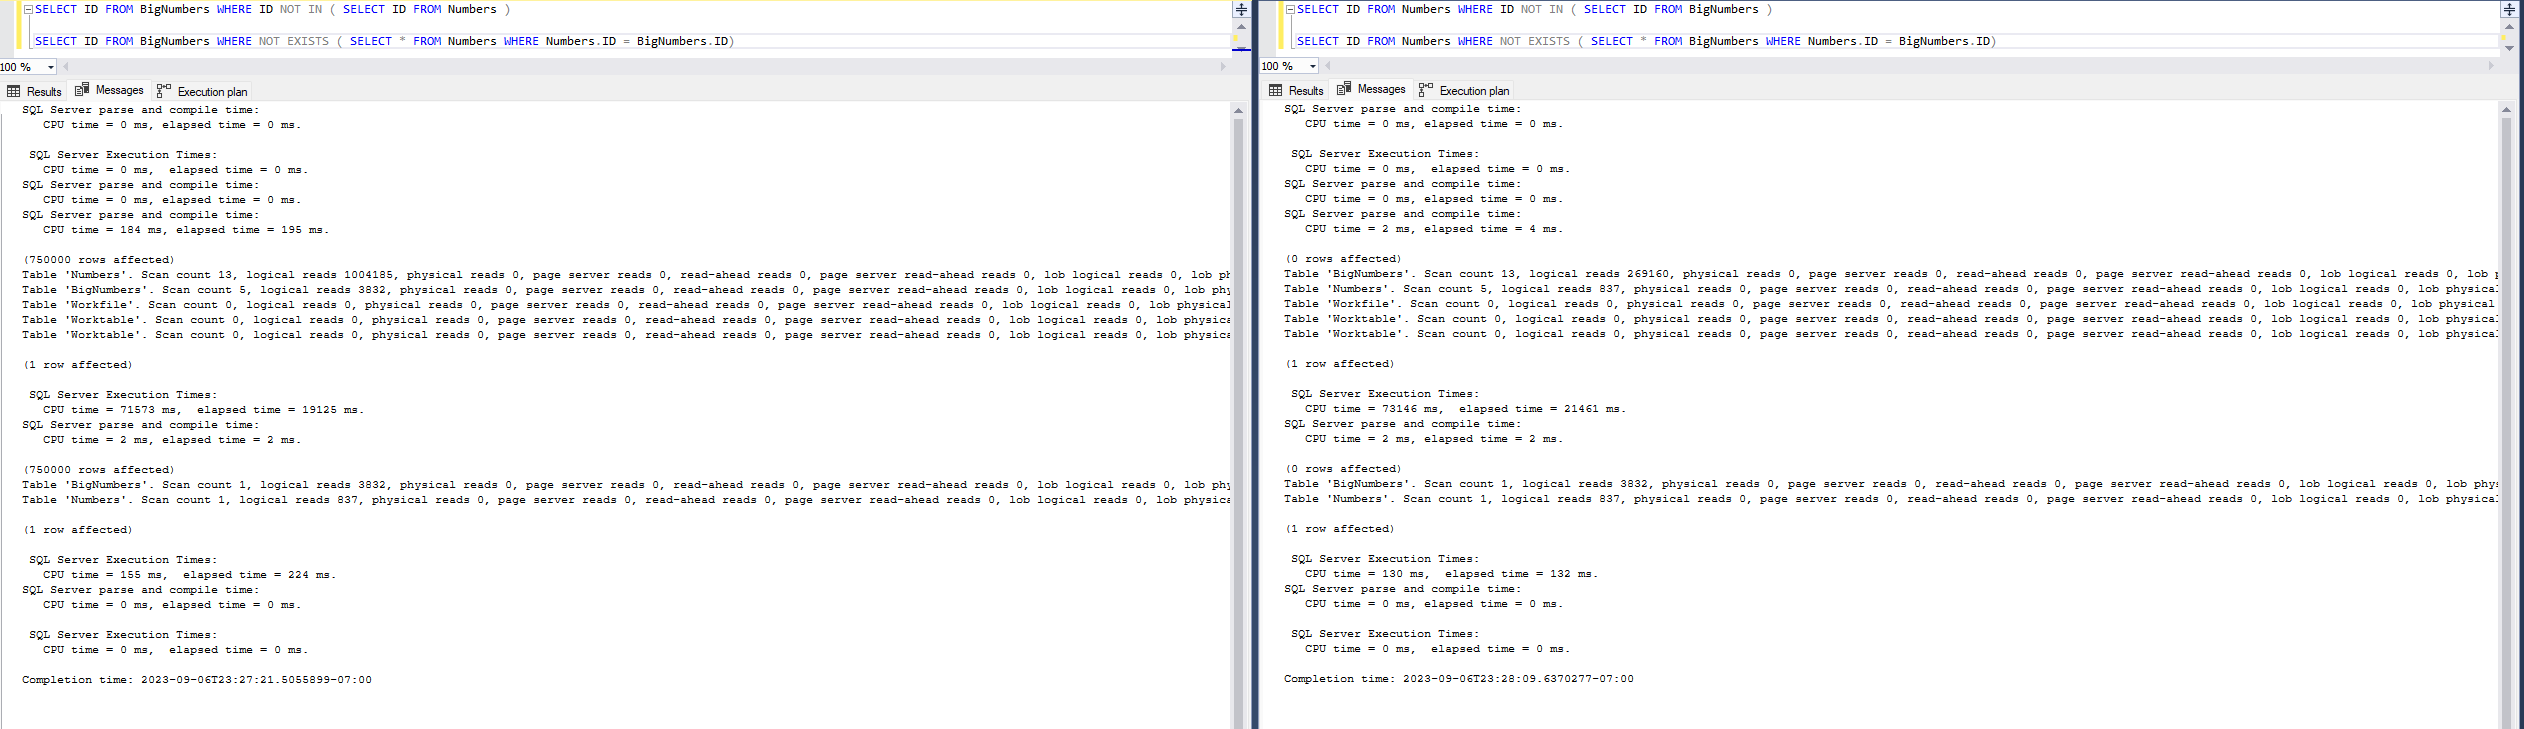 SELECT ID FROM BigNumbers WHERE ID NOT IN ( SELECT ID FROM Numbers )
SELECT ID FROM BigNumbers WHERE NOT EXISTS ( SELECT * FROM Numbers WHERE Numbers.ID = BigNumbers.ID)
100 %
Results Messages Execution plan
SQL Server parse and compile time:
CPU time = 0 ms, elapsed time = 0 ms.
SQL Server Execution Times:
CPU time = 0 ms, elapsed time = 0 ms.
SQL Server parse and compile time:
CPU time = 0 ms, elapsed time = 0 ms.
SQL Server parse and compile time:
CPU time = 184 ms, elapsed time = 195 ms.
(750000 rows affected)
Table 'Numbers'. Scan count 13, logical reads 1004185, physical reads 0, page server reads 0, read-ahead reads 0, page server read-ahead reads 0, lob logical reads 0, lob ph
Table 'BigNumbers'. Scan count 5, logical reads 3832, physical reads 0, page server reads 0, read-ahead reads 0, page server read-ahead reads 0, lob logical reads 0, lob phy
Table 'Workfile'. Scan count 0, logical reads 0, physical reads 0, page server reads 0, read-ahead reads 0, page server read-ahead reads 0, lob logical reads 0, lob physical
Table 'Worktable'. Scan count 0, logical reads 0, physical reads 0, page server reads 0, read-ahead reads 0, page server read-ahead reads 0, lob logical reads 0, lob physica
Table 'Worktable'. Scan count 0, logical reads 0, physical reads 0, page server reads 0, read-ahead reads 0, page server read-ahead reads 0, lob logical reads 0, lob physica
(1 row affected)
SQL Server Execution Times:
CPU time = 71573 ms, elapsed time = 19125 ms.
SQL Server parse and compile time:
CPU time = 2 ms, elapsed time = 2 ms.
(750000 rows affected)
Table 'BigNumbers'. Scan count 1, logical reads 3832, physical reads 0, page server reads 0, read-ahead reads 0, page server read-ahead reads 0, lob logical reads 0, lob phy
Table 'Numbers'. Scan count 1, logical reads 837, physical reads 0, page server reads 0, read-ahead reads 0, page server read-ahead reads 0, lob logical reads 0, lob physica
(1 row affected)
SQL Server Execution Times:
CPU time = 155 ms, elapsed time = 224 ms.
SQL Server parse and compile time:
CPU time = 0 ms, elapsed time = 0 ms.
SQL Server Execution Times:
CPU time = 0 ms, elapsed time = 0 ms.
Completion time: 2023-09-06T23:27:21.5055899-07:00
SELECT ID FROM Numbers WHERE ID NOT IN ( SELECT ID FROM BigNumbers )
SELECT ID FROM Numbers WHERE NOT EXISTS ( SELECT * FROM BigNumbers WHERE Numbers.ID = BigNumbers.ID)
100 %
Results Messages Execution plan
SQL Server parse and compile time:
CPU time = 0 ms, elapsed time = 0 ms.
SQL Server Execution Times:
CPU time = 0 ms, elapsed time = 0 ms.
SQL Server parse and compile time:
CPU time = 0 ms, elapsed time = 0 ms.
SQL Server parse and compile time:
CPU time = 2 ms, elapsed time = 4 ms.
(0 rows affected)
Table 'BigNumbers'. Scan count 13, logical reads 269160, physical reads 0, page server reads 0, read-ahead reads 0, page server read-ahead reads 0, lob logical reads 0, lob p
Table 'Numbers'. Scan count 5, logical reads 837, physical reads 0, page server reads 0, read-ahead reads 0, page server read-ahead reads 0, lob logical reads 0, lob physica
Table 'Workfile'. Scan count 0, logical reads 0, physical reads 0, page server reads 0, read-ahead reads 0, page server read-ahead reads 0, lob logical reads 0, lob physical
Table 'Worktable'. Scan count 0, logical reads 0, physical reads 0, page server reads 0, read-ahead reads 0, page server read-ahead reads 0, lob logical reads 0, lob physical
Table 'Worktable'. Scan count 0, logical reads 0, physical reads 0, page server reads 0, read-ahead reads 0, page server read-ahead reads 0, lob logical reads 0, lob physical
(1 row affected)
SQL Server Execution Times:
CPU time = 73146 ms, elapsed time = 21461 ms.
SQL Server parse and compile time:
CPU time = 2 ms, elapsed time = 2 ms.
(0 rows affected)
Table 'BigNumbers'. Scan count 1, logical reads 3832, physical reads 0, page server reads 0, read-ahead reads 0, page server read-ahead reads 0, lob logical reads 0, lob phys
Table 'Numbers'. Scan count 1, logical reads 837, physical reads 0, page server reads 0, read-ahead reads 0, page server read-ahead reads 0, lob logical reads 0, lob physical
(1 row affected)
SQL Server Execution Times:
CPU time = 130 ms, elapsed time = 132 ms.
SQL Server parse and compile time:
CPU time = 0 ms, elapsed time = 0 ms.
SQL Server Execution Times:
CPU time = 0 ms, elapsed time = 0 ms.
Completion time: 2023-09-06T23:28:09.6370277-07:00